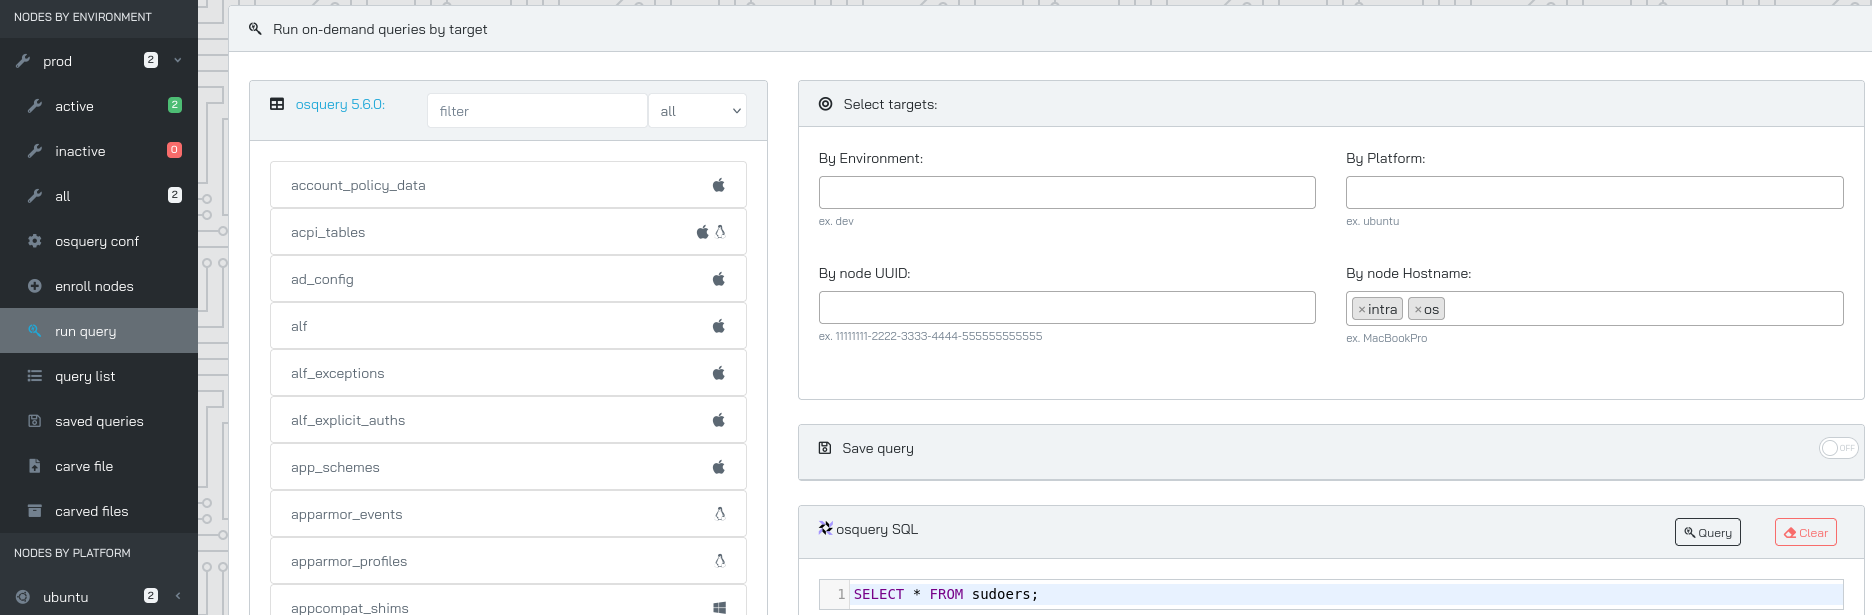 NODES BY ENVIRONMENT
prod 2
active 2
inactive 0
all 2
osquery conf
enroll nodes
run query
query list
saved queries
carve file
carved files
NODES BY PLATFORM
ubuntu 2
Run on-demand queries by target
osquery 5.6.0:
filter
all
account_policy_data
acpi_tables
ad_config
alf
alf_exceptions
alf_explicit_auths
app_schemes
apparmor_events
apparmor_profiles
appcompat_shims
Select targets:
By Environment:
ex. dev
By Platform:
ex. ubuntu
By node UUID:
ex. 11111111-2222-3333-4444-555555555555
By node Hostname:
×intra ×os
ex. MacBookPro
Save query
OFF
osquery SQL
Query
Clear
1 SELECT * FROM sudoers;